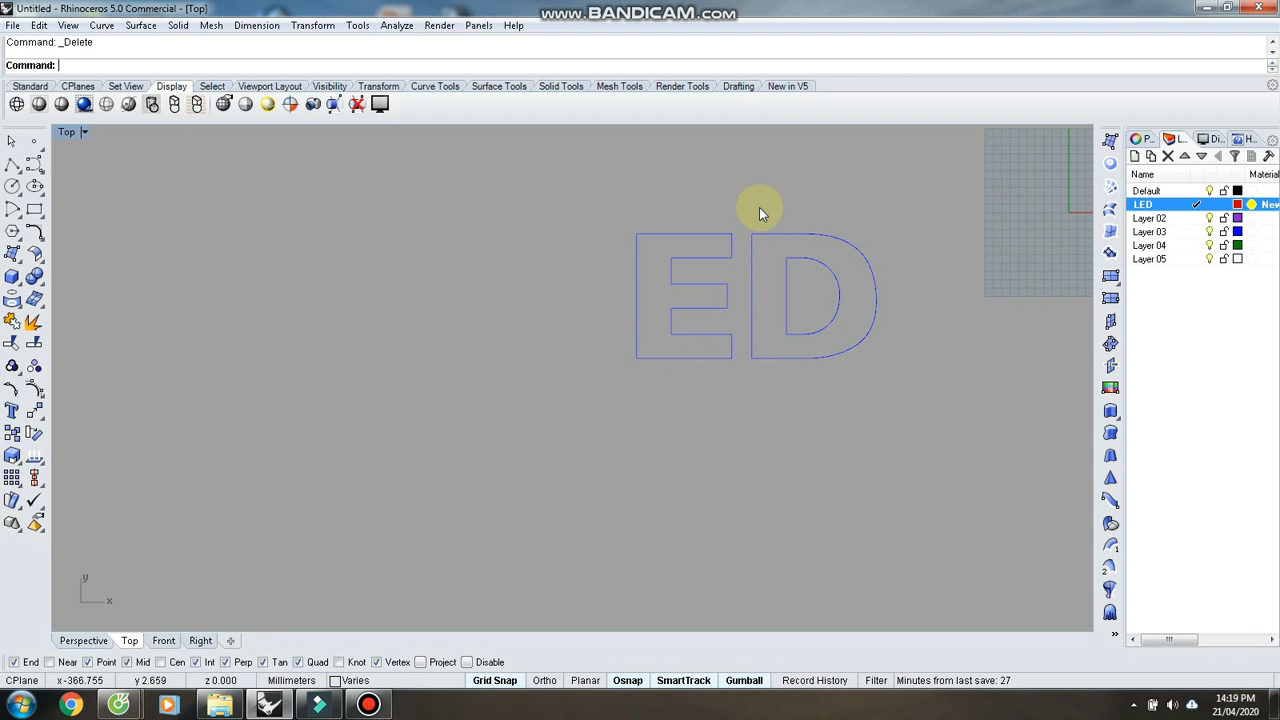 Untitled - Rhinoceros 5.0 Commercial - [Top]
www.BANDICAM.com
File Edit View Curve Surface Solid Mesh Dimension Transform Tools Analyze Render Panels Help
Command: _Delete
Command:
Standard CPlanes Set View Display Select Viewport Layout Visibility Transform Curve Tools Surface Tools Solid Tools Mesh Tools Render Tools Drafting New in V5
Top
P... L... Di... H...
Name Material
Default
LED New
Layer 02
Layer 03
Layer 04
Layer 05
ED
y
x
1
2
Perspective Top Front Right
End Near Point Mid Cen Int Perp Tan Quad Knot Vertex Project Disable
CPlane x -366.755 y 2.659 z 0.000 Millimeters Varies Grid Snap Ortho Planar Osnap SmartTrack Gumball Record History Filter Minutes from last save: 27
14:19 PM
21/04/2020